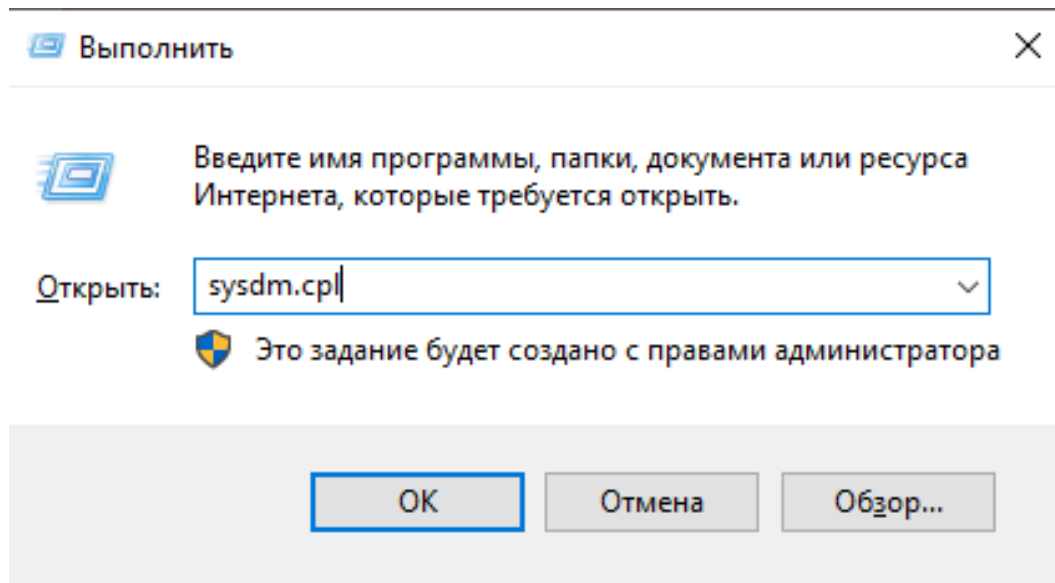 Выполнить
Введите имя программы, папки, документа или ресурса
Интернета, которые требуется открыть.
Открыть: sysdm.cpl
Это задание будет создано с правами администратора
ОК Отмена Обзор...